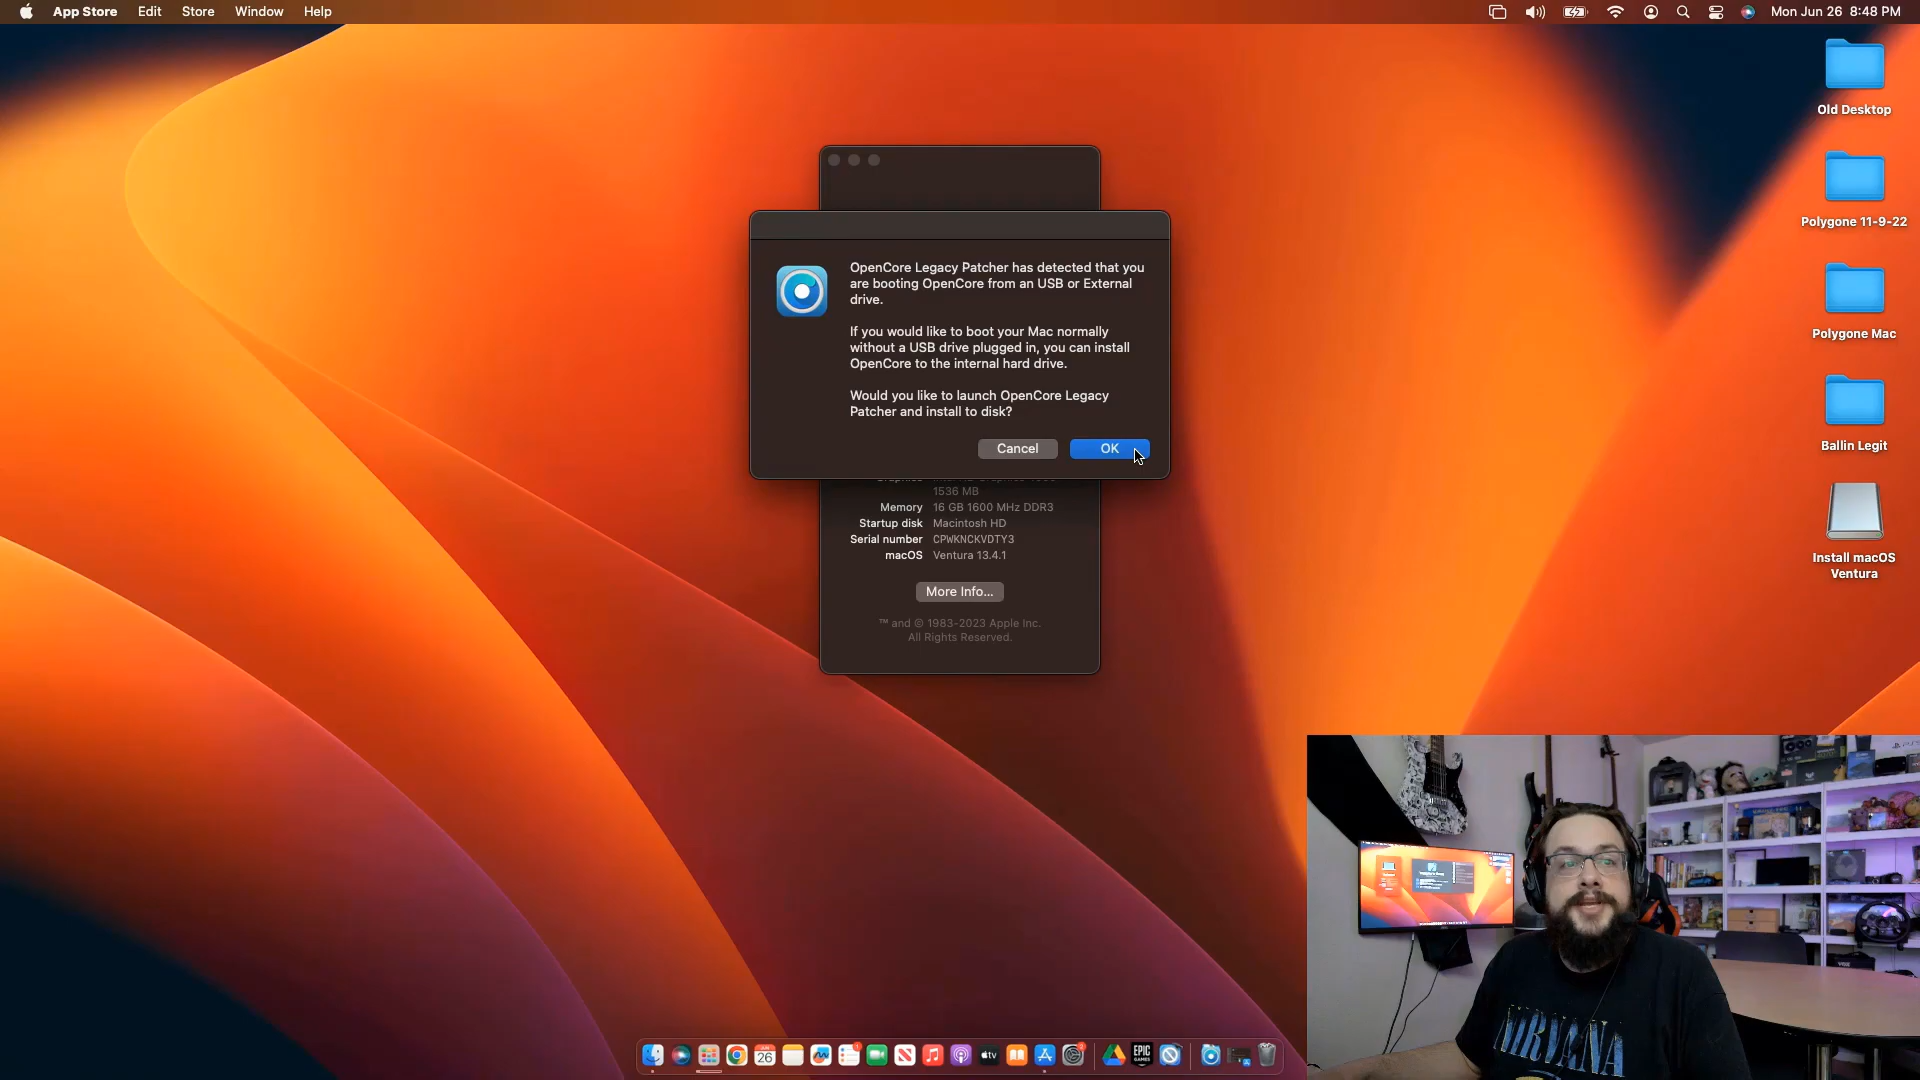 App Store Edit Store Window Help
Mon Jun 26 8:48 PM
Old Desktop
Polygone 11-9-22
Polygone Mac
Ballin Legit
Install macOS
Ventura
OpenCore Legacy Patcher has detected that you
are booting OpenCore from an USB or External
drive.
If you would like to boot your Mac normally
without a USB drive plugged in, you can install
OpenCore to the internal hard drive.
Would you like to launch OpenCore Legacy
Patcher and install to disk?
Cancel OK
1536 MB
Memory 16 GB 1600 MHz DDR3
Startup disk Macintosh HD
Serial number CPWKNCKVDTY3
macOS Ventura 13.4.1
More Info...
™ and © 1983-2023 Apple Inc.
All Rights Reserved.
NIRVANA
26
tv
EPIC
GAMES